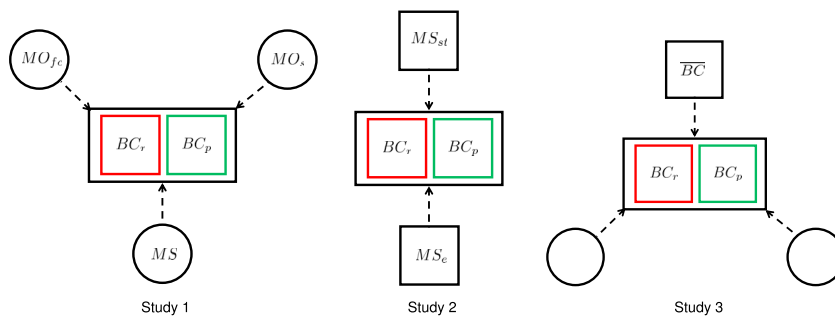 $MO_{fc}$
$MO_s$
$BC_r$ $BC_p$
$MS$
Study 1
$MS_{st}$
$BC_r$ $BC_p$
$MS_e$
Study 2
$\overline{BC}$
$BC_r$ $BC_p$
Study 3